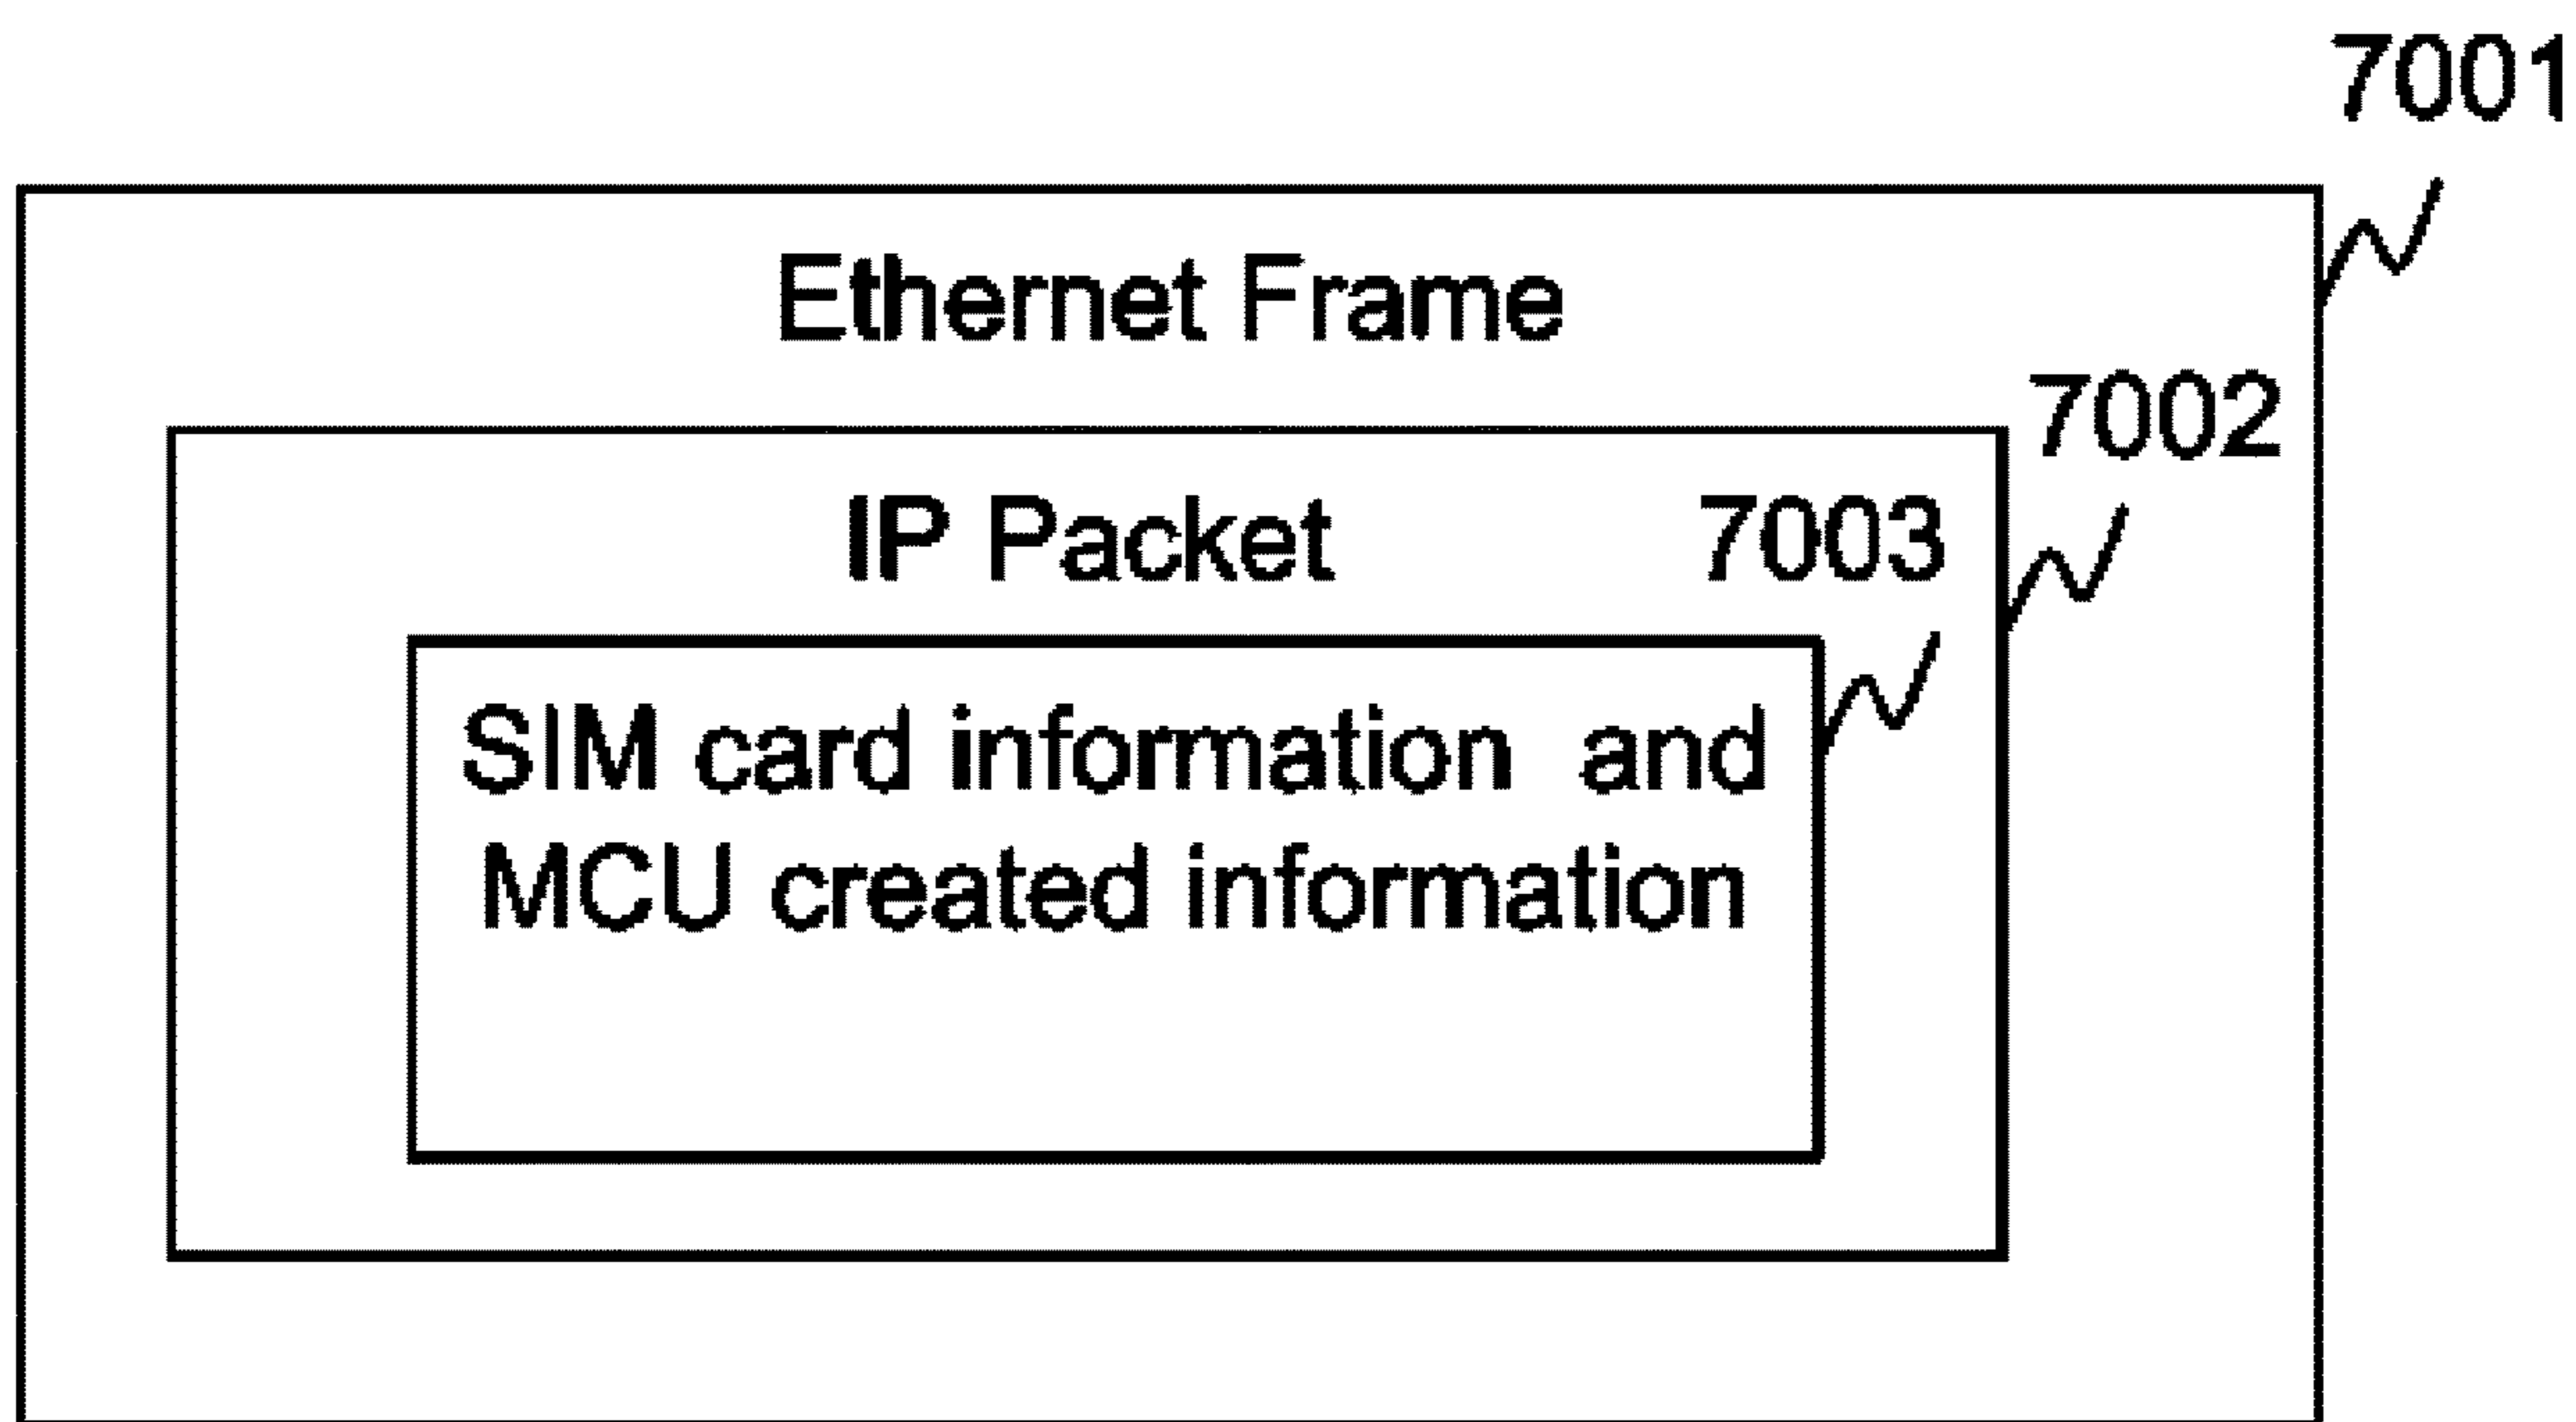 7001
Ethernet Frame
7002
IP Packet
7003
SIM card information and
MCU created information